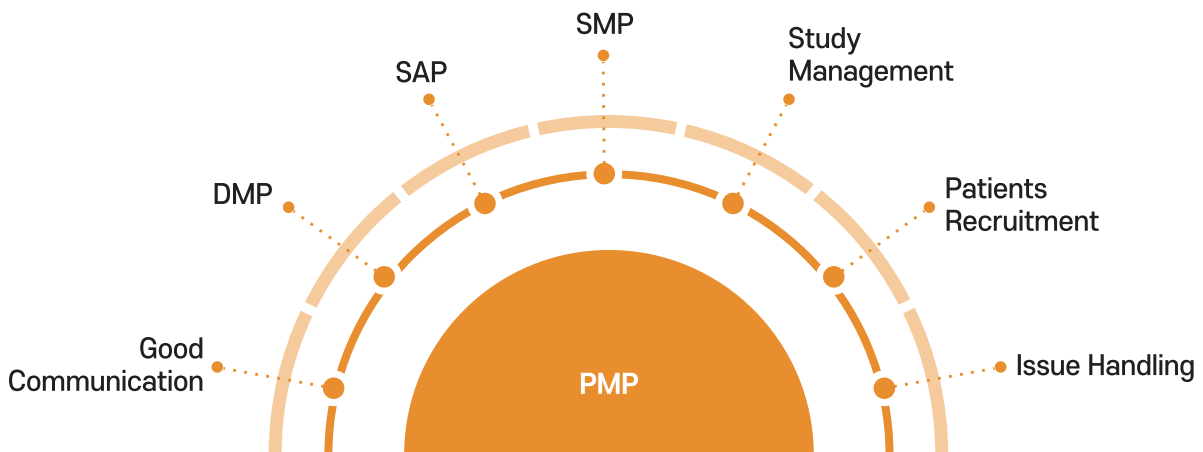 SMP
Study
Management
SAP
Patients
Recruitment
DMP
Good
Communication
Issue Handling
PMP